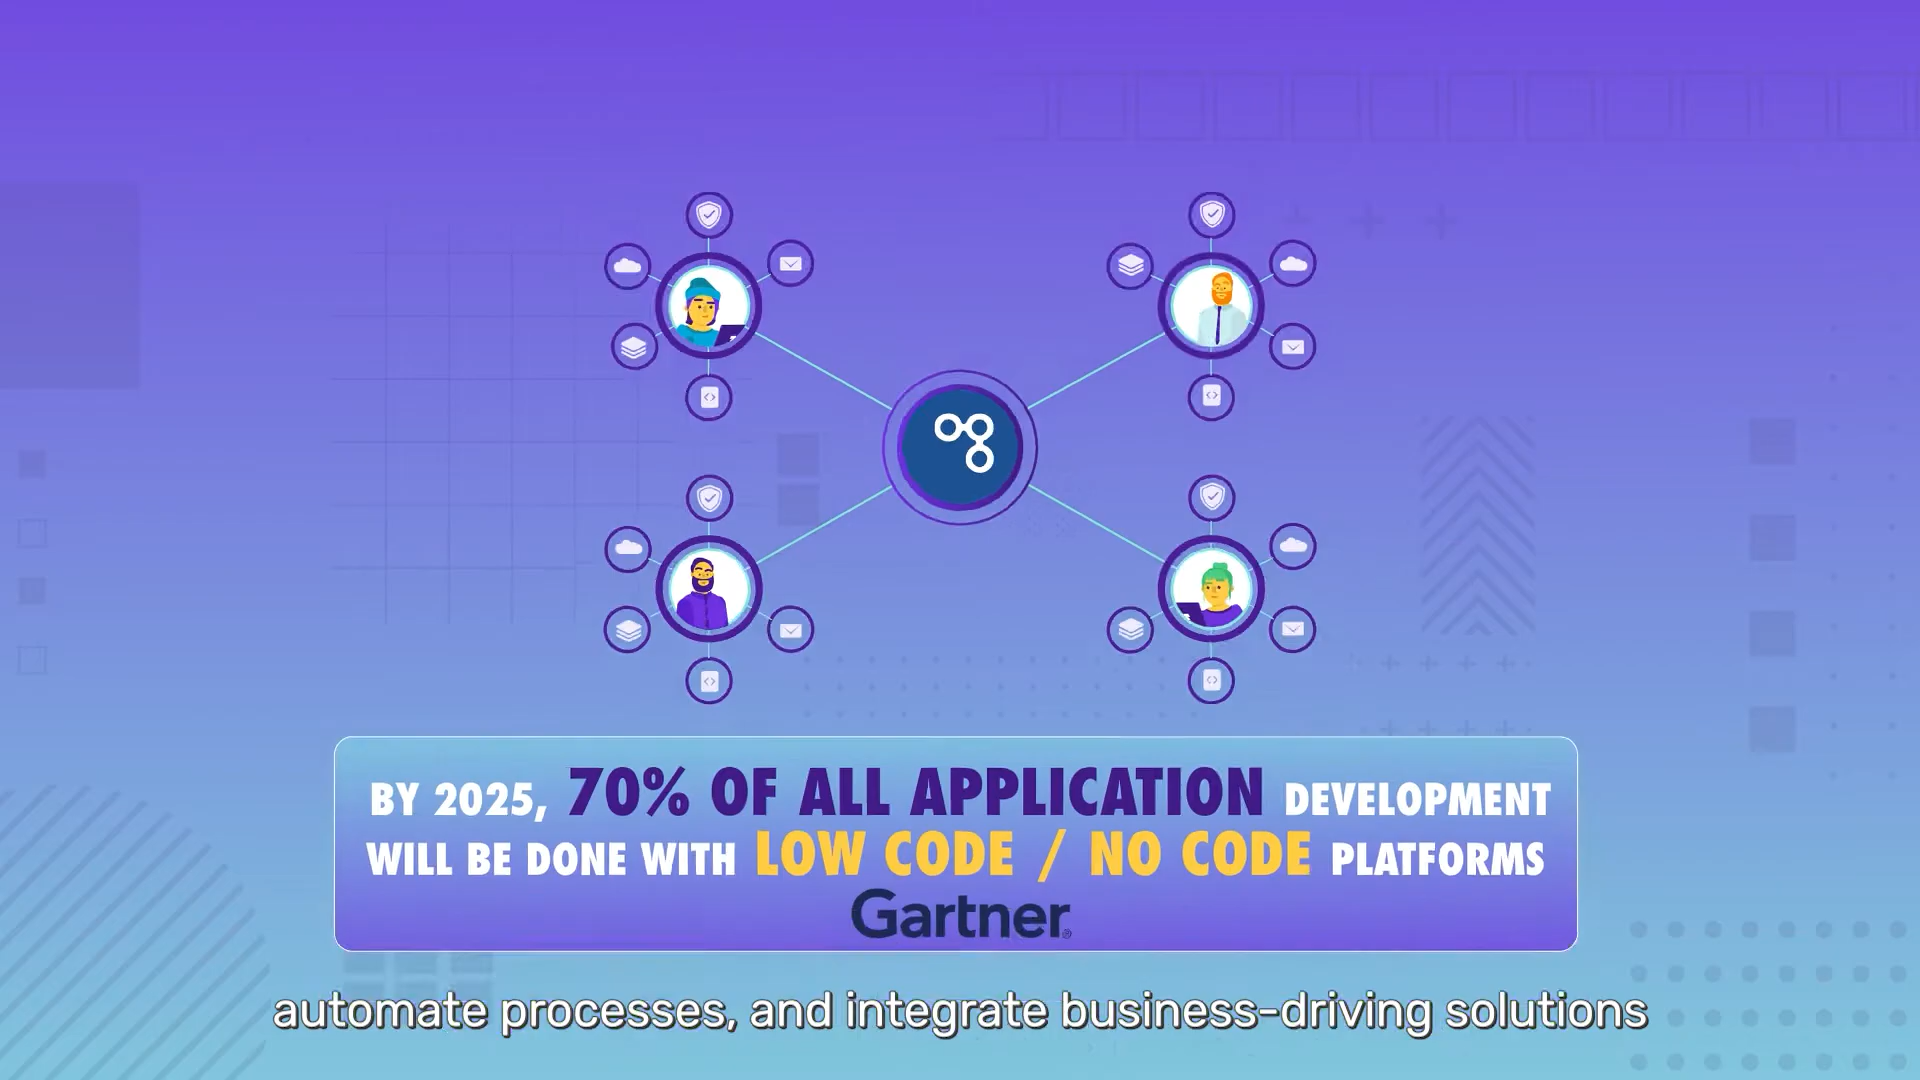 BY 2025, 70% OF ALL APPLICATION DEVELOPMENT
WILL BE DONE WITH LOW CODE / NO CODE PLATFORMS
Gartner®
automate processes, and integrate business-driving solutions